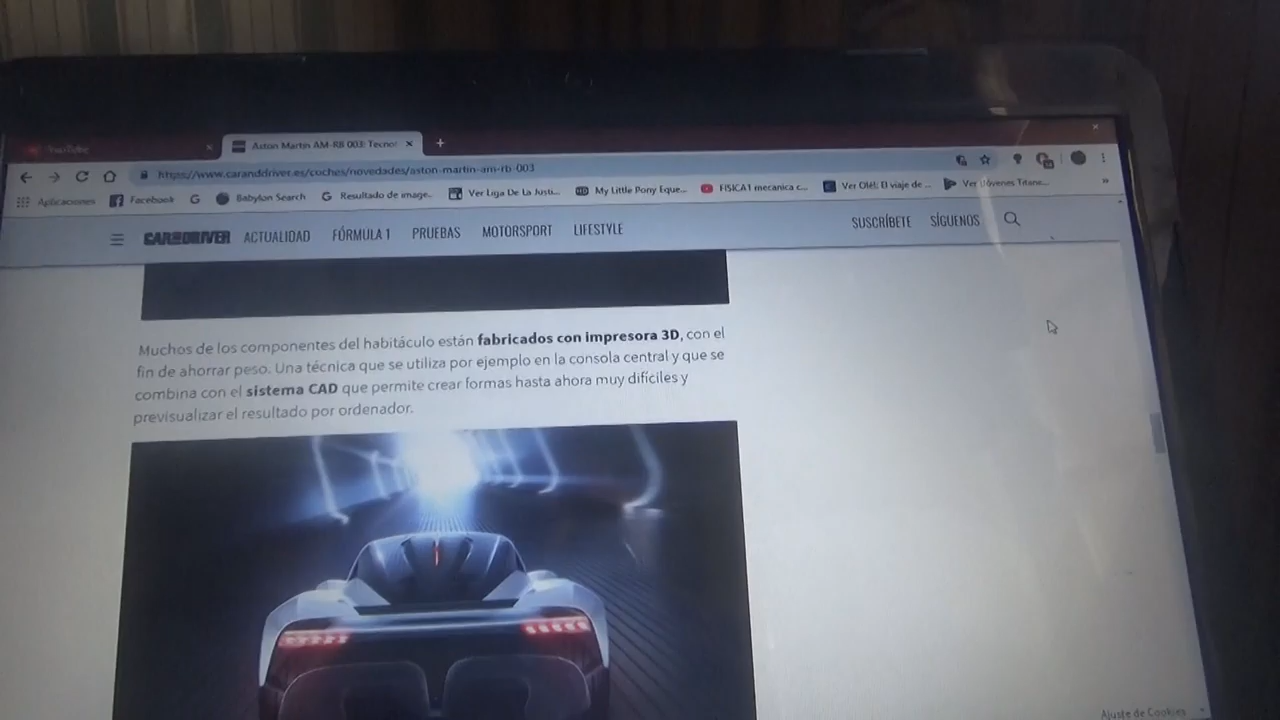 YouTube
Aston Martin AM-RB 003: Tecnol
https://www.caranddriver.es/coches/novedades/aston-martin-am-rb-003
Aplicaciones Facebook Babylon Search Resultado de image... Ver Liga De La Justi... My Little Pony Eque... FISICA1 mecanica c... Ver Olé!: El viaje de ... Ver Jóvenes Titane...
CAR AND DRIVER ACTUALIDAD FÓRMULA 1 PRUEBAS MOTORSPORT LIFESTYLE SUSCRÍBETE SÍGUENOS
Muchos de los componentes del habitáculo están fabricados con impresora 3D, con el
fin de ahorrar peso. Una técnica que se utiliza por ejemplo en la consola central y que se
combina con el sistema CAD que permite crear formas hasta ahora muy difíciles y
previsualizar el resultado por ordenador.
Ajuste de Cookies